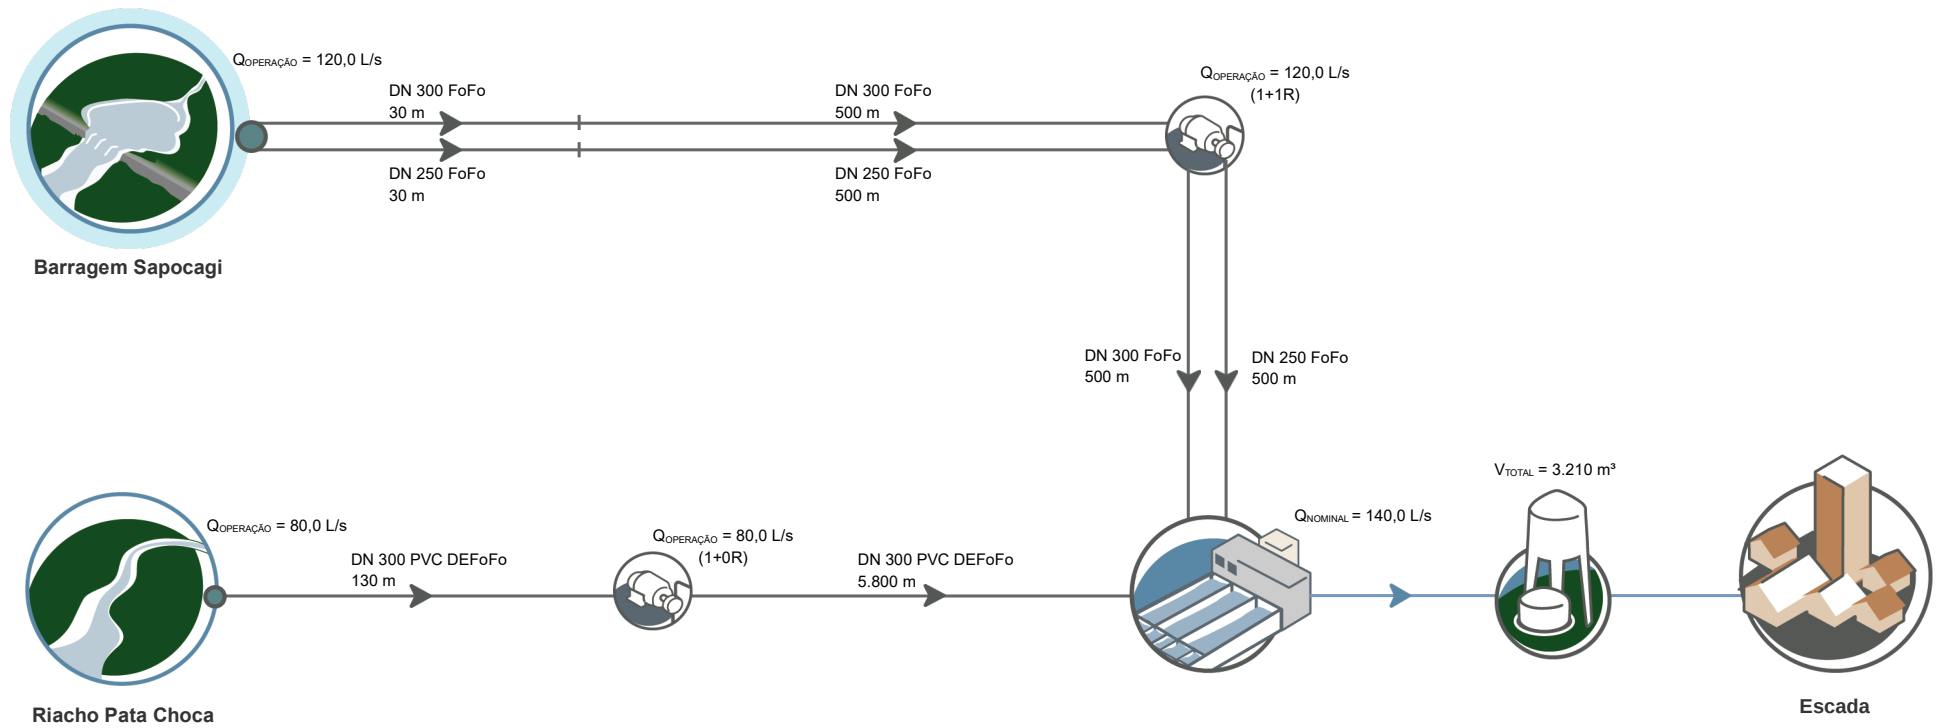 QOPERAÇÃO = 120,0 L/s
DN 300 FoFo
30 m
DN 300 FoFo
500 m
QOPERAÇÃO = 120,0 L/s
(1+1R)
DN 250 FoFo
30 m
DN 250 FoFo
500 m
Barragem Sapocagi
DN 300 FoFo
500 m
DN 250 FoFo
500 m
VTOTAL = 3.210 m³
QOPERAÇÃO = 80,0 L/s
DN 300 PVC DEFoFo
130 m
QOPERAÇÃO = 80,0 L/s
(1+0R)
DN 300 PVC DEFoFo
5.800 m
QNOMINAL = 140,0 L/s
Riacho Pata Choca
Escada